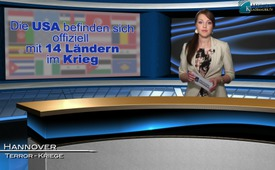 Die USA befinden sich
offiziell
mit 14 Ländern
im Krieg
HANNOVER
TERROR - KRIEGE